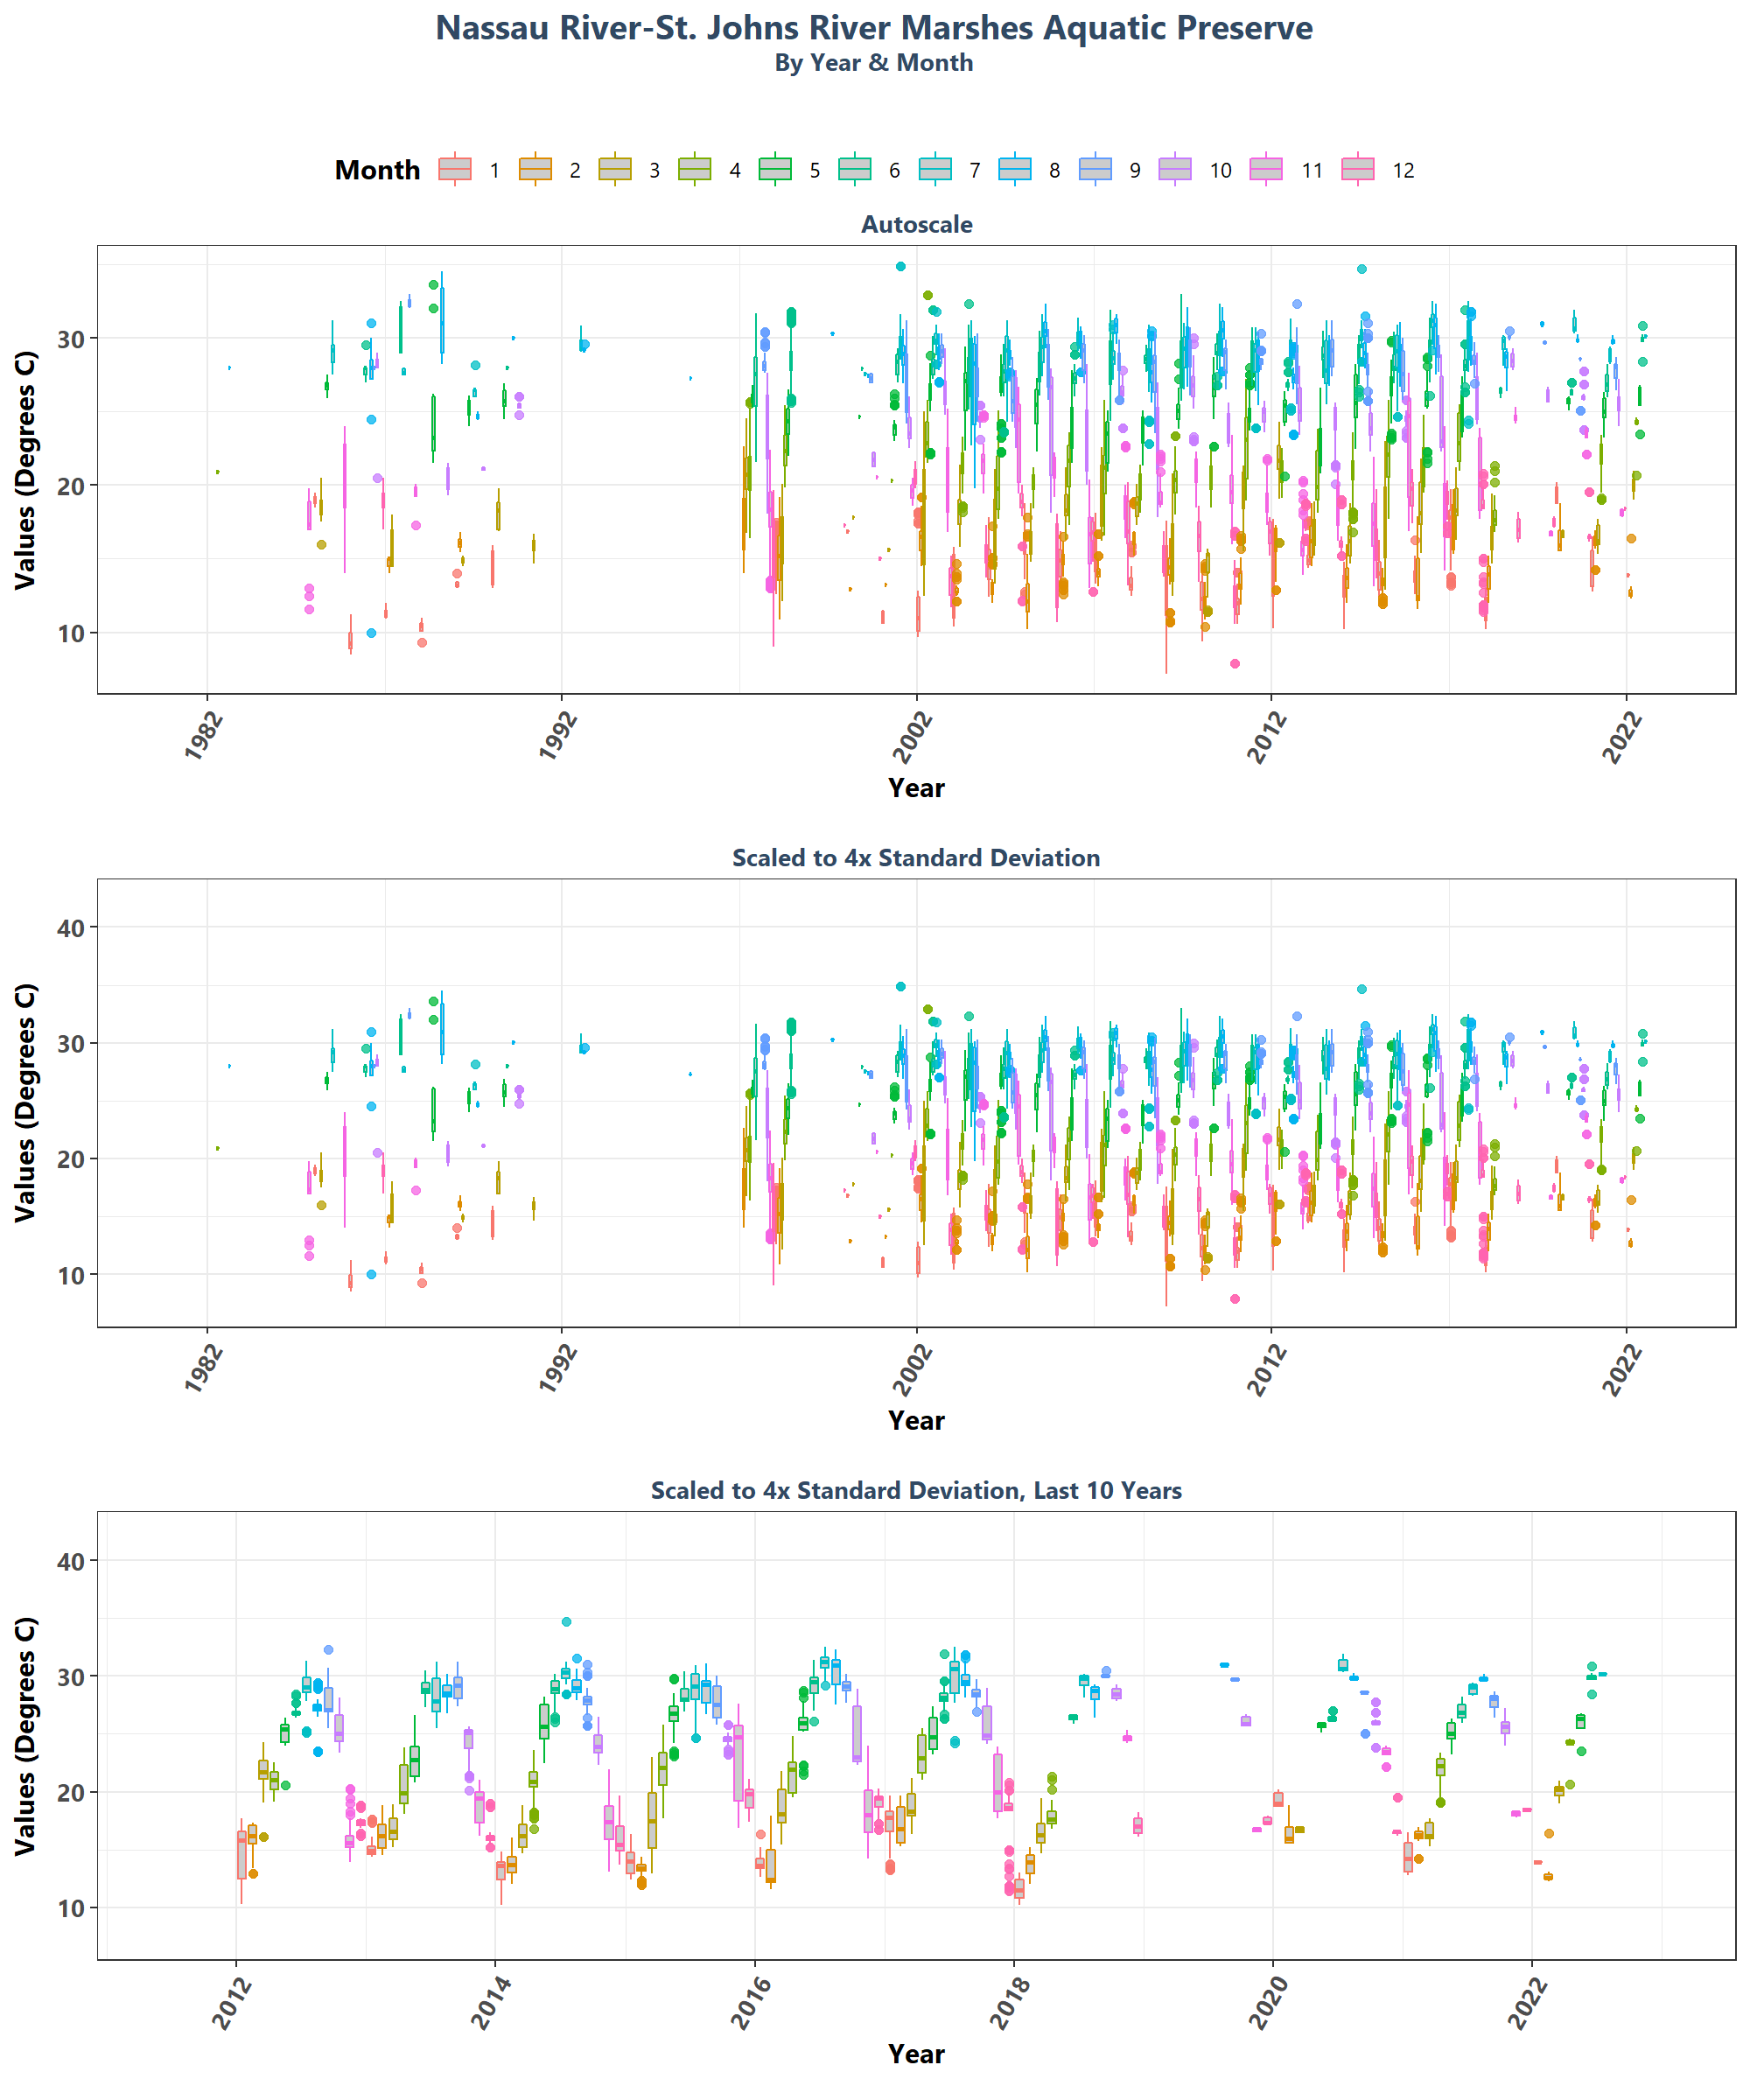 Nassau River-St. Johns River Marshes Aquatic Preserve
By Year & Month
Month 1 2 3 4 5 6 7 8 9 10 11 12
Autoscale
Values (Degrees C)
30
20
10
1982 1992 2002 2012 2022
Year
Scaled to 4x Standard Deviation
Values (Degrees C)
40
30
20
10
1982 1992 2002 2012 2022
Year
Scaled to 4x Standard Deviation, Last 10 Years
Values (Degrees C)
40
30
20
10
2012 2014 2016 2018 2020 2022
Year